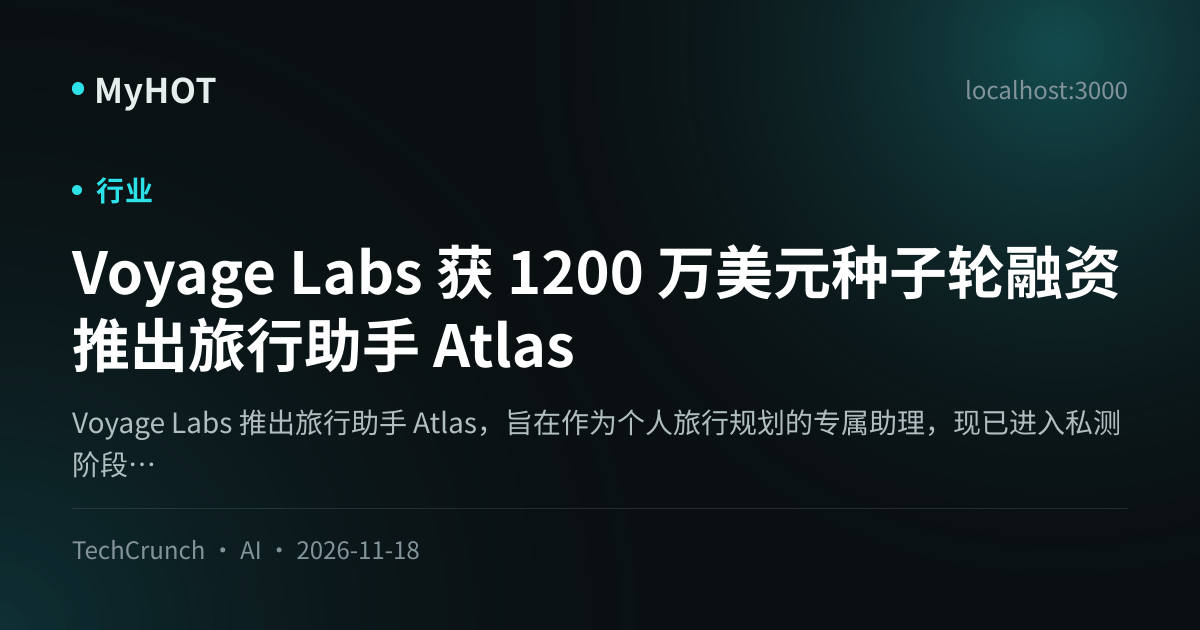 MyHOT
localhost:3000
行业
Voyage Labs 获 1200 万美元种子轮融资
推出旅行助手 Atlas
Voyage Labs 推出旅行助手 Atlas，旨在作为个人旅行规划的专属助理，现已进入私测
阶段…
TechCrunch · AI · 2026-11-18